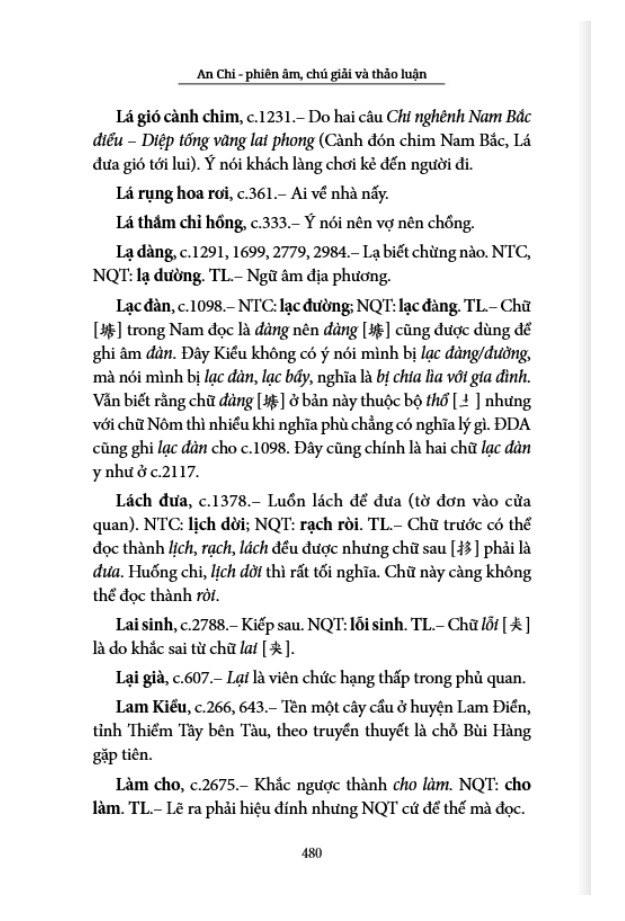 An Chi - phiên âm, chú giải và thảo luận
Lá gió cành chim, c.1231.– Do hai câu Chi nghênh Nam Bắc
điểu – Diệp tống vãng lai phong (Cành đón chim Nam Bắc, Lá
đưa gió tới lui). Ý nói khách làng chơi kẻ đến người đi.
Lá rụng hoa rơi, c.361.– Ai về nhà nấy.
Lá thắm chỉ hồng, c.333.– Ý nói nên vợ nên chồng.
Lạ dàng, c.1291, 1699, 2779, 2984.– Lạ biết chừng nào. NTC,
NQT: lạ dường. TL.– Ngữ âm địa phương.
Lạc đàn, c.1098.– NTC: lạc đường; NQT: lạc đàng. TL.– Chữ
[搪] trong Nam đọc là đàng nên đàng [搪] cũng được dùng để
ghi âm đàn. Đây Kiều không có ý nói mình bị lạc đàng/đường,
mà nói mình bị lạc đàn, lạc bầy, nghĩa là bị chia lìa với gia đình.
Vẫn biết rằng chữ đàng [塘] ở bản này thuộc bộ thổ [土] nhưng
với chữ Nôm thì nhiều khi nghĩa phù chẳng có nghĩa lý gì. ĐDA
cũng ghi lạc đàn cho c.1098. Đây cũng chính là hai chữ lạc đàn
y như ở c.2117.
Lách đưa, c.1378.– Luồn lách để đưa (tờ đơn vào cửa
quan). NTC: lịch dời; NQT: rạch ròi. TL.– Chữ trước có thể
đọc thành lịch, rạch, lách đều được nhưng chữ sau [拸] phải là
đưa. Huống chi, lịch dời thì rất tối nghĩa. Chữ này càng không
thể đọc thành ròi.
Lai sinh, c.2788.– Kiếp sau. NQT: lỗi sinh. TL.– Chữ lỗi []
là do khắc sai từ chữ lai [夾].
Lại già, c.607.– Lại là viên chức hạng thấp trong phủ quan.
Lam Kiều, c.266, 643.– Tên một cây cầu ở huyện Lam Điền,
tỉnh Thiểm Tây bên Tàu, theo truyền thuyết là chỗ Bùi Hàng
gặp tiên.
Làm cho, c.2675.– Khắc ngược thành cho làm. NQT: cho
làm. TL.– Lẽ ra phải hiệu đính nhưng NQT cứ để thế mà đọc.
480